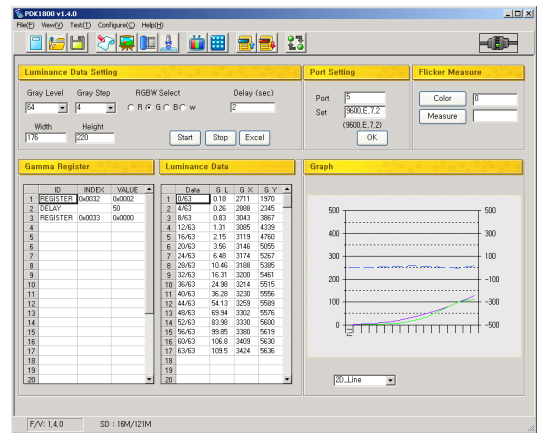 PDK1800 v1.4.0
File(F) View(V) Test(T) Configure(C) Help(H)
Luminance Data Setting
Port Setting
Flicker Measure
Gray Level Gray Step RGBW Select Delay (sec)
64 4 R G B w 2
Width Height
176 220 Start Stop Excel
Port 5
Set 9600,E,7,2
(9600,E,7,2)
OK
Color 0
Measure
Gamma Register
Luminance Data
Graph
ID INDEX VALUE
1 REGISTER 0x0032 0x0002
2 DELAY 50
3 REGISTER 0x0033 0x0000
4
5
6
7
8
9
10
11
12
13
14
15
16
17
18
19
20
Data G L G X G Y
1 0/63 0.18 2711 1970
2 4/63 0.26 2888 2345
3 8/63 0.83 3043 3867
4 12/63 1.31 3085 4339
5 16/63 2.15 3119 4760
6 20/63 3.56 3146 5055
7 24/63 6.48 3174 5267
8 28/63 10.46 3188 5385
9 32/63 16.31 3200 5461
10 36/63 24.98 3214 5515
11 40/63 36.28 3230 5556
12 44/63 54.13 3259 5589
13 48/63 69.94 3302 5576
14 52/63 83.98 3330 5600
15 56/63 99.85 3380 5619
16 60/63 106.8 3409 5630
17 63/63 109.5 3424 5636
18
19
20
500 500
400 300
300 100
200 -100
100 -300
0 -500
2D_Line
F/V: 1,4,0 SD : 16M/121M